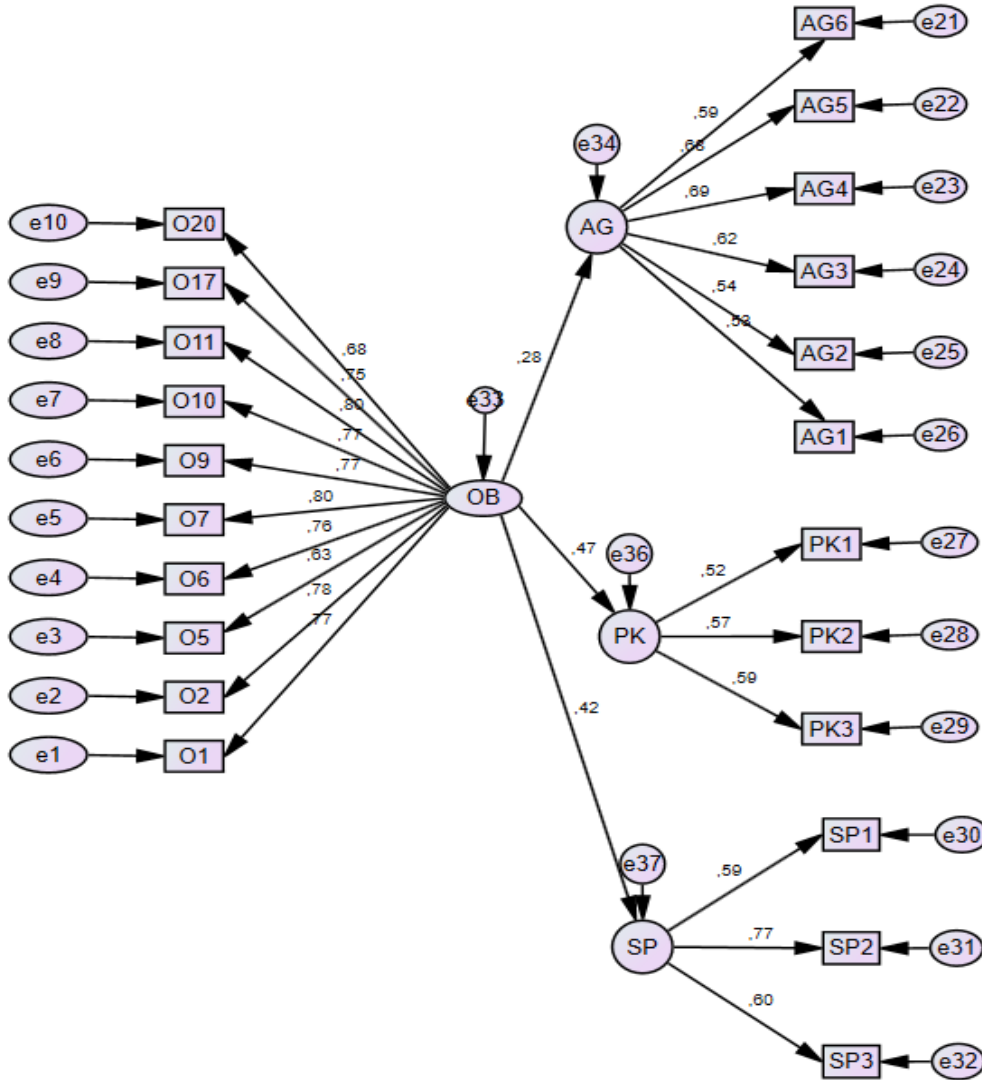 AG6
e21
,59
AG5
e22
,68
e34
AG4
e23
,69
AG
AG3
e24
,62
,54
,53
AG2
e25
AG1
e26
e10
O20
e9
O17
e8
O11
e7
O10
e6
O9
e5
O7
e4
O6
e3
O5
e2
O2
e1
O1
,68
,75
,80
,77
,77
,80
,76
,63
,78
,77
e33
OB
,28
,47
,42
e36
PK
,52
PK1
e27
,57
PK2
e28
,59
PK3
e29
e37
SP
,59
SP1
e30
,77
SP2
e31
,60
SP3
e32